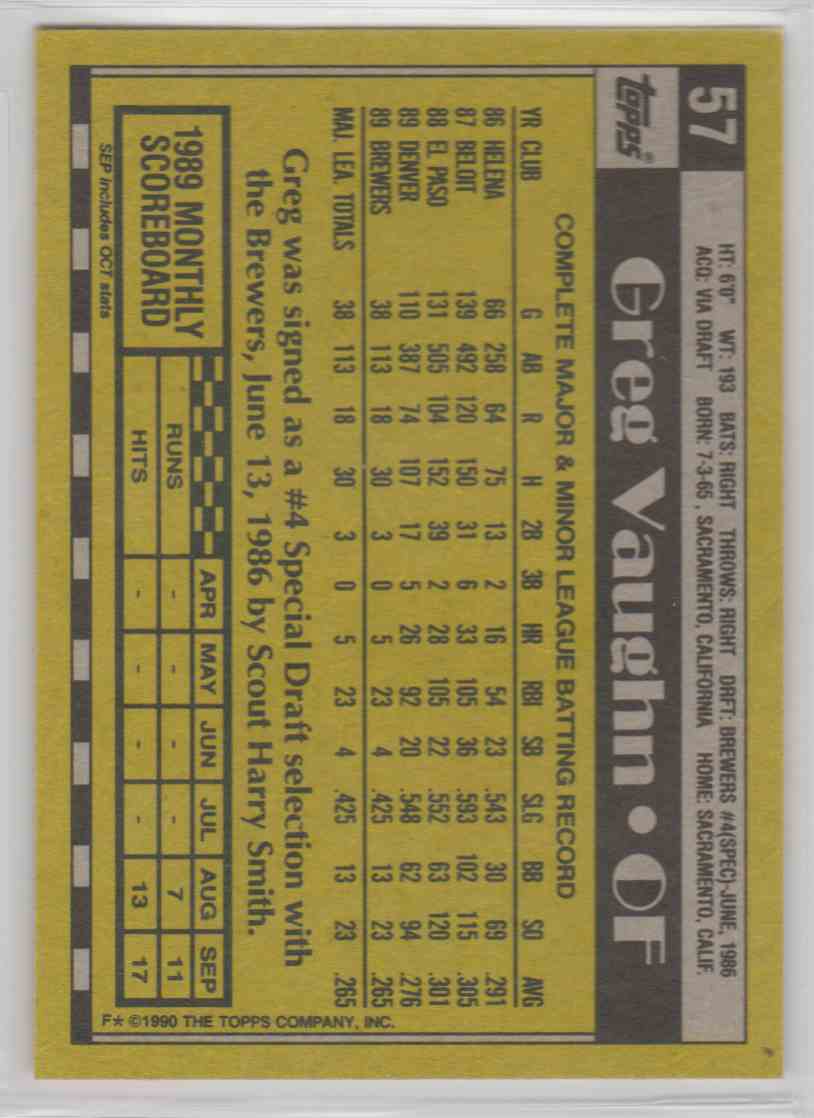 57
HT: 6'0" WT: 193 BATS: RIGHT THROWS: RIGHT DRFT: BREWERS #4(SPEC)-JUNE, 1986
ACQ: VIA DRAFT BORN: 7-3-65, SACRAMENTO, CALIFORNIA HOME: SACRAMENTO, CALIF.
topps®
Greg Vaughn • OF
COMPLETE MAJOR & MINOR LEAGUE BATTING RECORD
YR CLUB G AB R H 2B 3B HR RBI SB SLG BB SO AVG
86 HELENA 66 258 64 75 13 2 16 54 23 .543 30 69 .291
87 BELOIT 139 492 120 150 31 6 33 105 36 .593 102 115 .305
88 EL PASO 131 505 104 152 39 2 28 105 22 .552 63 120 .301
89 DENVER 110 387 74 107 17 5 26 92 20 .548 62 94 .276
89 BREWERS 38 113 18 30 3 0 5 23 4 .425 13 23 .265
MAJ. LEA. TOTALS 38 113 18 30 3 0 5 23 4 .425 13 23 .265
Greg was signed as a #4 Special Draft selection with
the Brewers, June 13, 1986 by Scout Harry Smith.
1989 MONTHLY
SCOREBOARD
APR MAY JUN JUL AUG SEP
RUNS - - - - 7 11
HITS - - - - 13 17
SEP includes OCT stats
F* ©1990 THE TOPPS COMPANY, INC.